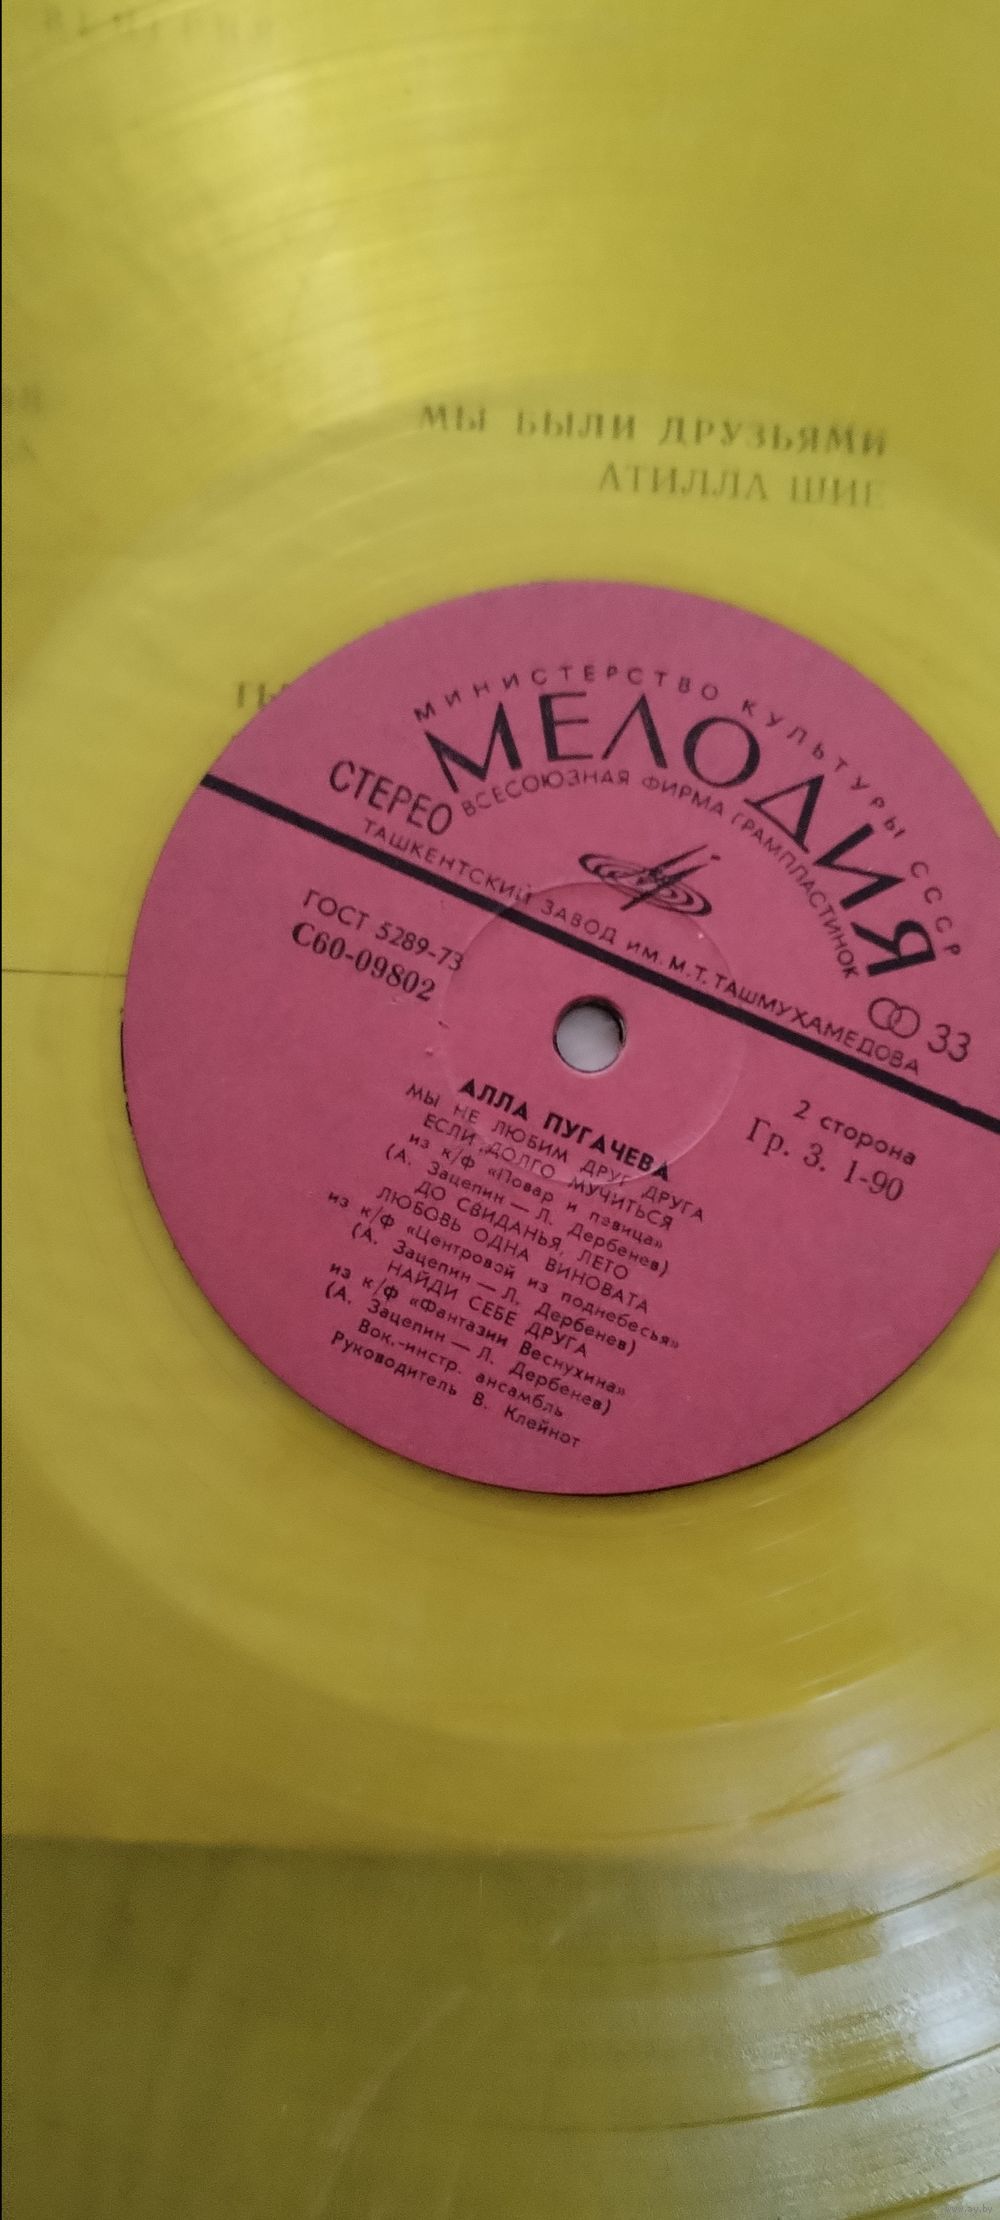 МЫ БЫЛИ ДРУЗЬЯМИ
АТИЛЛА ШИЕ
МИНИСТЕРСТВО КУЛЬТУРЫ СССР
МЕЛОДИЯ
ВСЕСОЮЗНАЯ ФИРМА ГРАМПЛАСТИНОК
СТЕРЕО
33
ТАШКЕНТСКИЙ ЗАВОД ИМ. М.Т. ТАШМУХАМЕДОВА
ГОСТ 5289-73
С60-09802
2 сторона
Гр. 3. 1-90
АЛЛА ПУГАЧЕВА
МЫ НЕ ЛЮБИМ ДРУГ ДРУГА
ЕСЛИ ДОЛГО МУЧИТЬСЯ
из к/ф «Повар и певица»
(А. Зацепин — Л. Дербенев)
ДО СВИДАНЬЯ, ЛЕТО
ЛЮБОВЬ ОДНА ВИНОВАТА
из к/ф «Центровой из поднебесья»
(А. Зацепин — Л. Дербенев)
НАЙДИ СЕБЕ ДРУГА
из к/ф «Фантазии Веснухина»
(А. Зацепин — Л. Дербенев)
Вок.-инстр. ансамбль
Руководитель В. Клейнот
www.ay.by